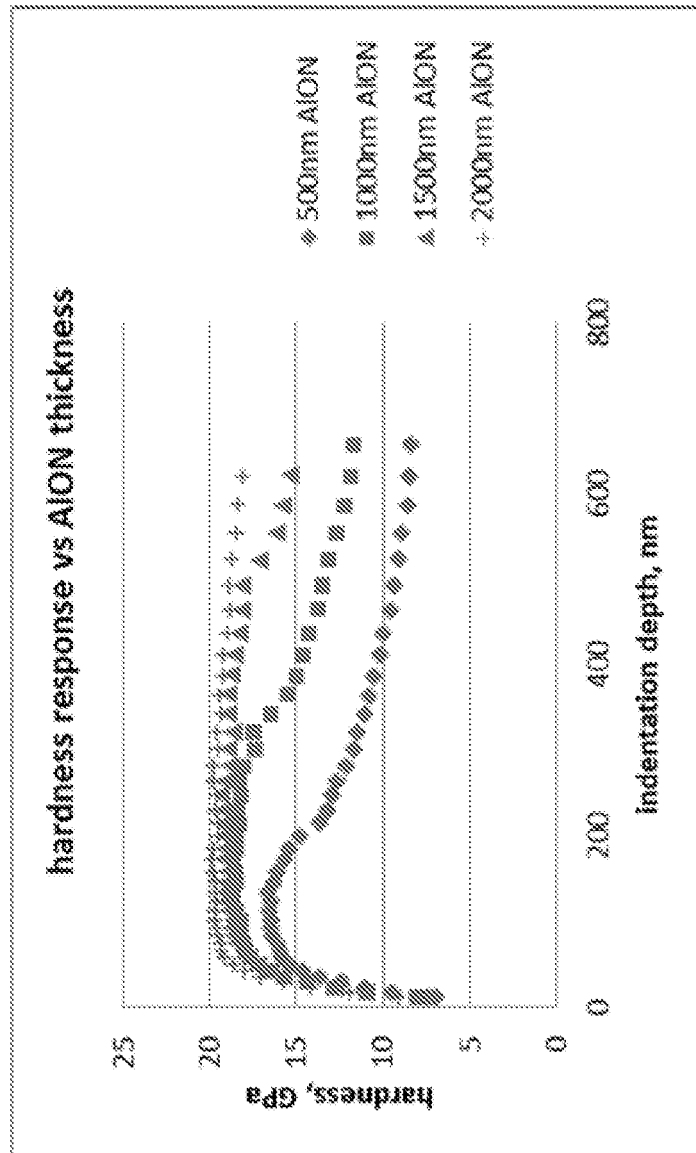 hardness response vs AlON thickness
25
20
15
10
5
0
hardness, GPa
0
200
400
600
800
indentation depth, nm
500nm AlON
1000nm AlON
1500nm AlON
2000nm AlON